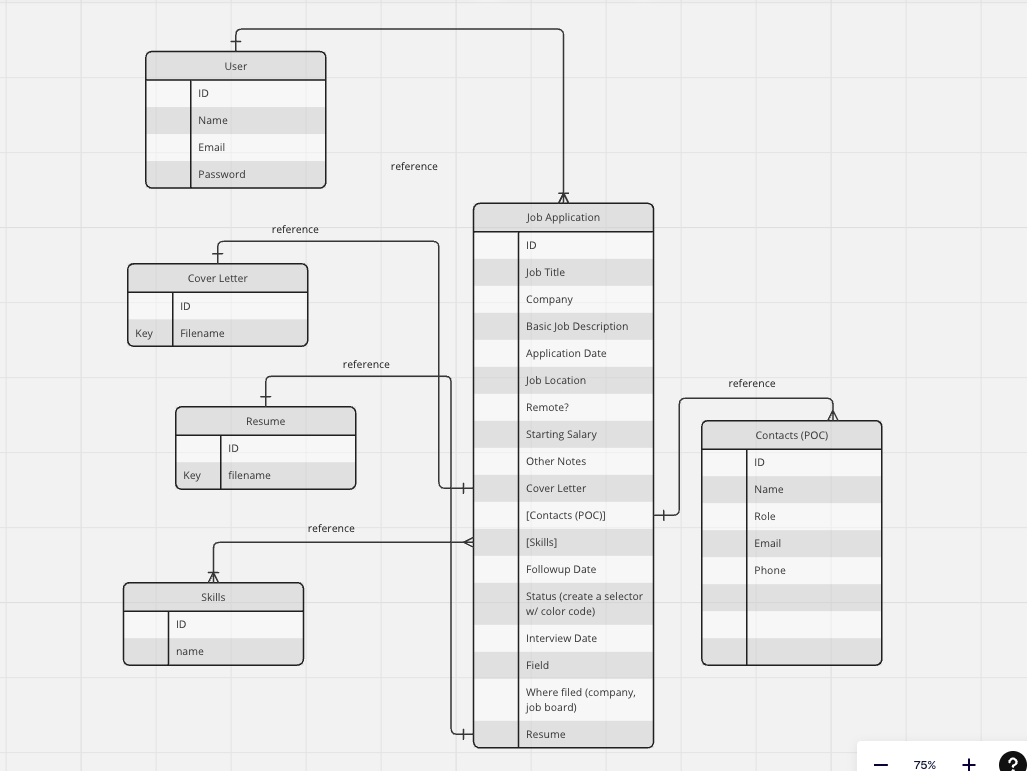 User
ID
Name
Email
Password
reference
reference
Cover Letter
ID
Key Filename
reference
Resume
ID
Key filename
reference
Skills
ID
name
Job Application
ID
Job Title
Company
Basic Job Description
Application Date
Job Location
Remote?
Starting Salary
Other Notes
Cover Letter
[Contacts (POC)]
[Skills]
Followup Date
Status (create a selector
w/ color code)
Interview Date
Field
Where filed (company,
job board)
Resume
reference
Contacts (POC)
ID
Name
Role
Email
Phone
75%
?